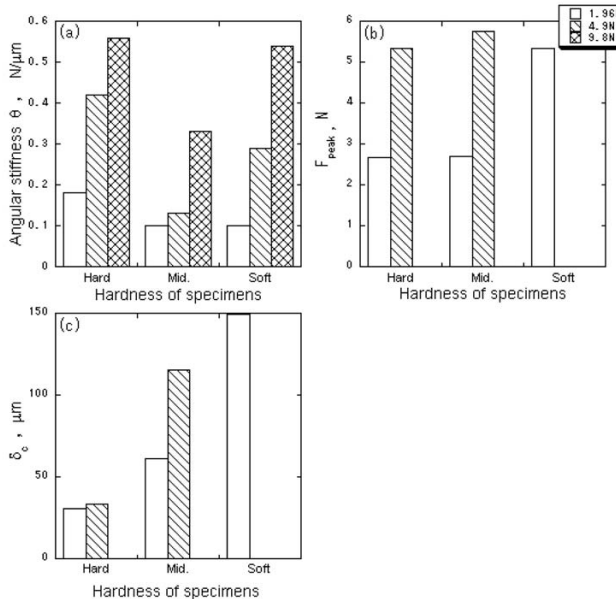 (a)
Angular stiffness θ , N/μm
0.6
0.5
0.4
0.3
0.2
0.1
0
Hard Mid. Soft
Hardness of specimens
(b)
1.96
4.9N
9.8N
F peak , N
6
5
4
3
2
1
0
Hard Mid. Soft
Hardness of specimens
(c)
δc , μm
150
100
50
0
Hard Mid. Soft
Hardness of specimens